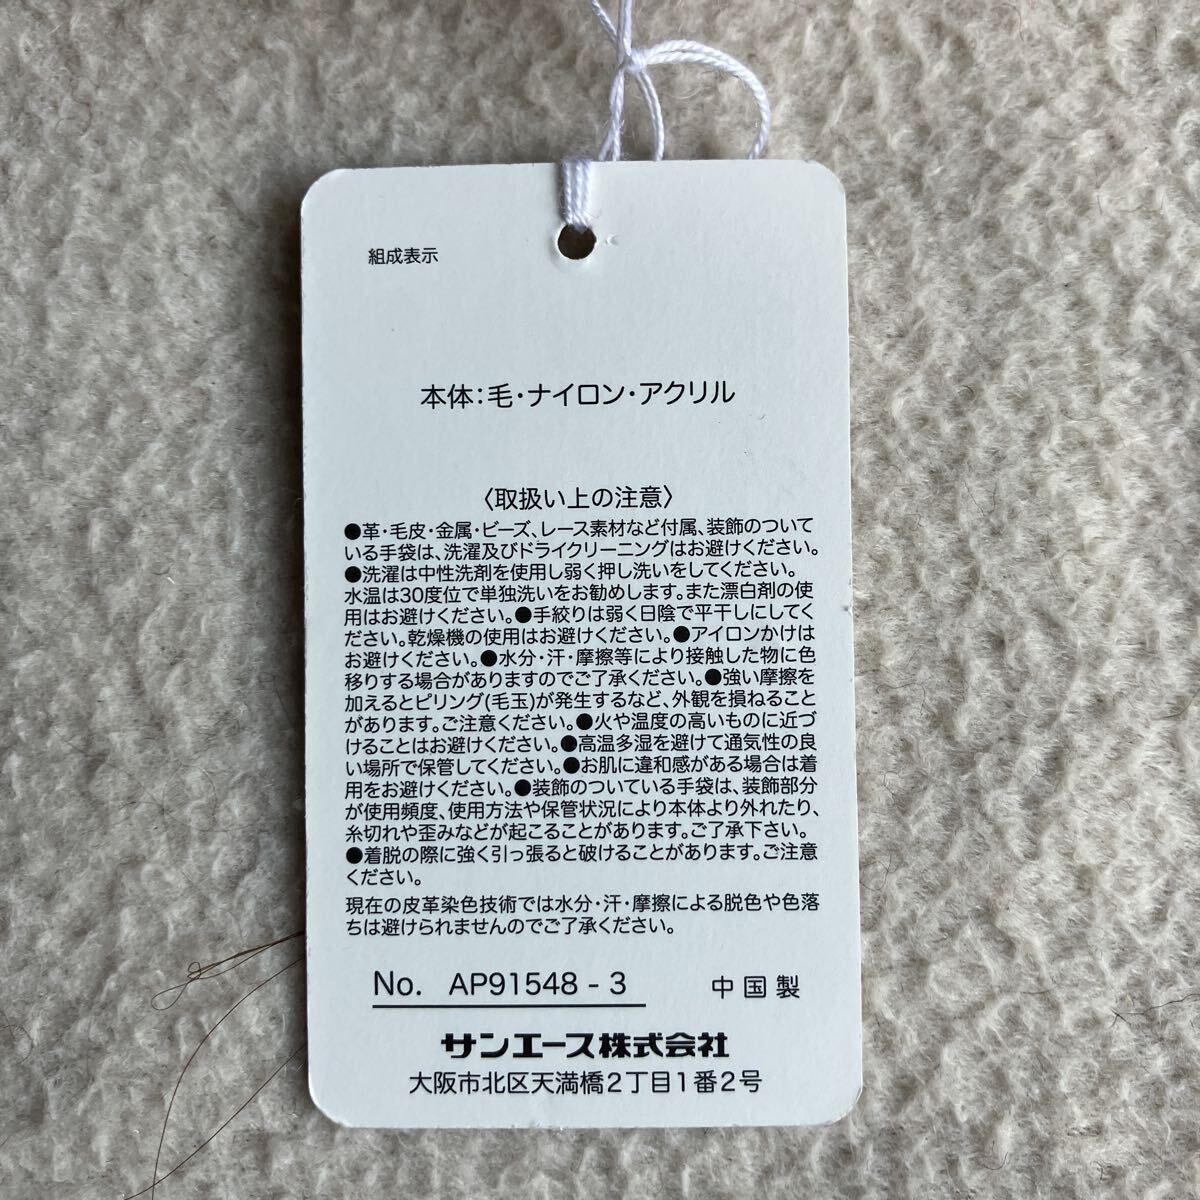 組成表示
本体:毛・ナイロン・アクリル
〈取扱い上の注意〉
●革・毛皮・金属・ビーズ、レース素材など付属、装飾のついて
いる手袋は、洗濯及びドライクリーニングはお避けください。
●洗濯は中性洗剤を使用し弱く押し洗いをしてください。
水温は30度位で単独洗いをお勧めします。また漂白剤の使
用はお避けください。●手絞りは弱く日陰で平干しにしてく
ださい。乾燥機の使用はお避けください。●アイロンかけは
お避けください。●水分・汗・摩擦等により接触した物に色
移りする場合がありますのでご了承ください。●強い摩擦を
加えるとピリング(毛玉)が発生するなど、外観を損ねること
があります。ご注意ください。●火や温度の高いものに近づ
けることはお避けください。●高温多湿を避けて通気性の良
い場所で保管してください。●お肌に違和感がある場合は着
用をお避けください。●装飾のついている手袋は、装飾部分
が使用頻度、使用方法や保管状況により本体より外れたり、
糸切れや歪みなどが起こることがあります。ご了承下さい。
●着脱の際に強く引っ張ると破けることがあります。ご注意
ください。
現在の皮革染色技術では水分・汗・摩擦による脱色や色落
ちは避けられませんのでご了承ください。
No. AP91548 - 3 中国製
サンエース株式会社
大阪市北区天満橋2丁目1番2号